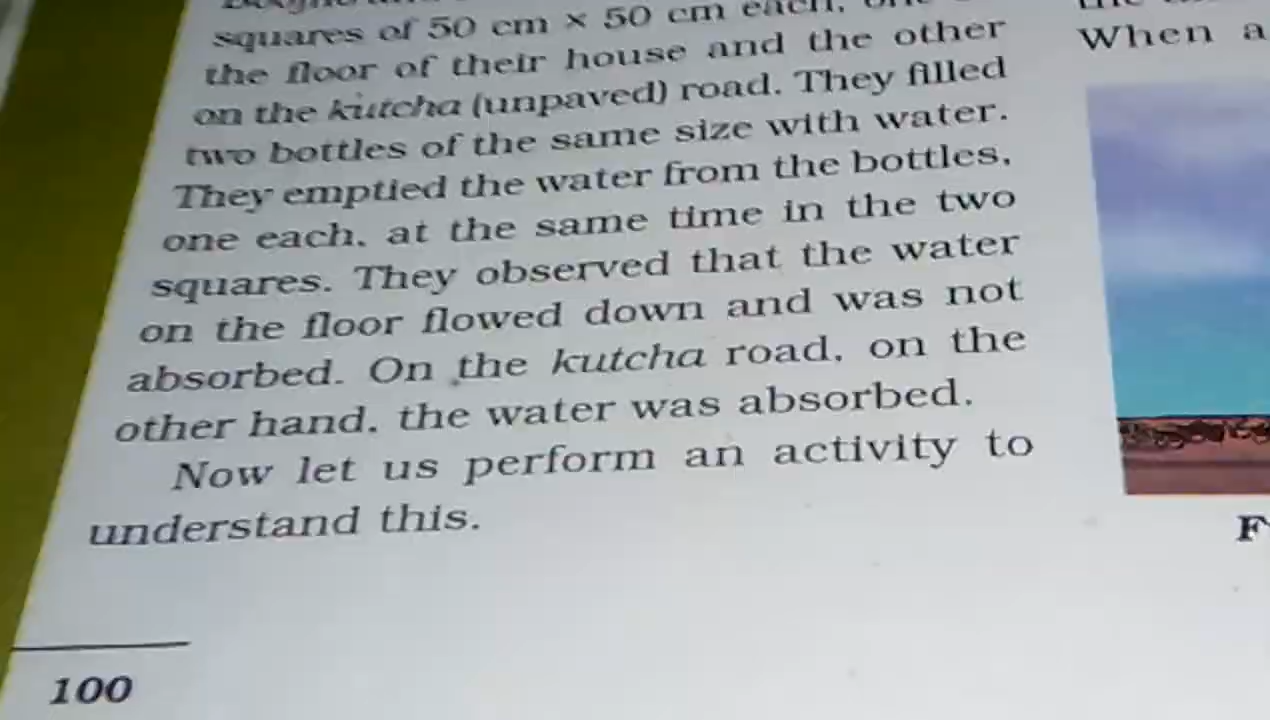 squares of 50 cm × 50 cm each, one
the floor of their house and the other
on the kutcha (unpaved) road. They filled
two bottles of the same size with water.
They emptied the water from the bottles,
one each, at the same time in the two
squares. They observed that the water
on the floor flowed down and was not
absorbed. On the kutcha road, on the
other hand, the water was absorbed.
Now let us perform an activity to
understand this.
100
When a
F